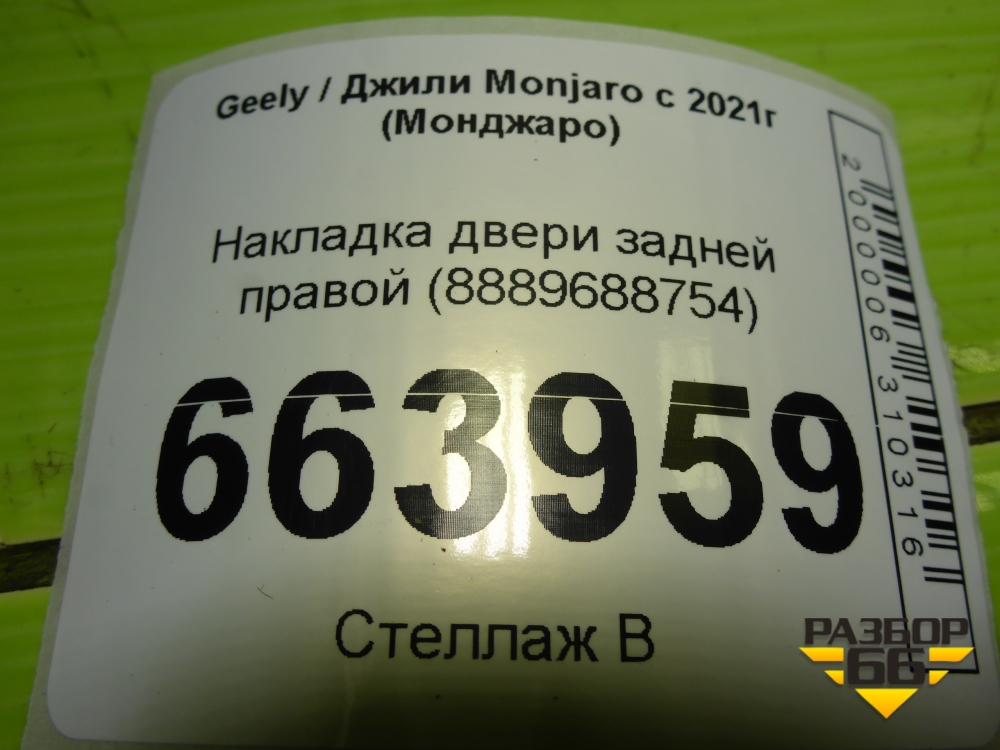 Geely / Джили Monjaro с 2021г
(Монджаро)
Накладка двери задней
правой (8889688754)
663959
Стеллаж В
2000006310316
РАЗБОР
66